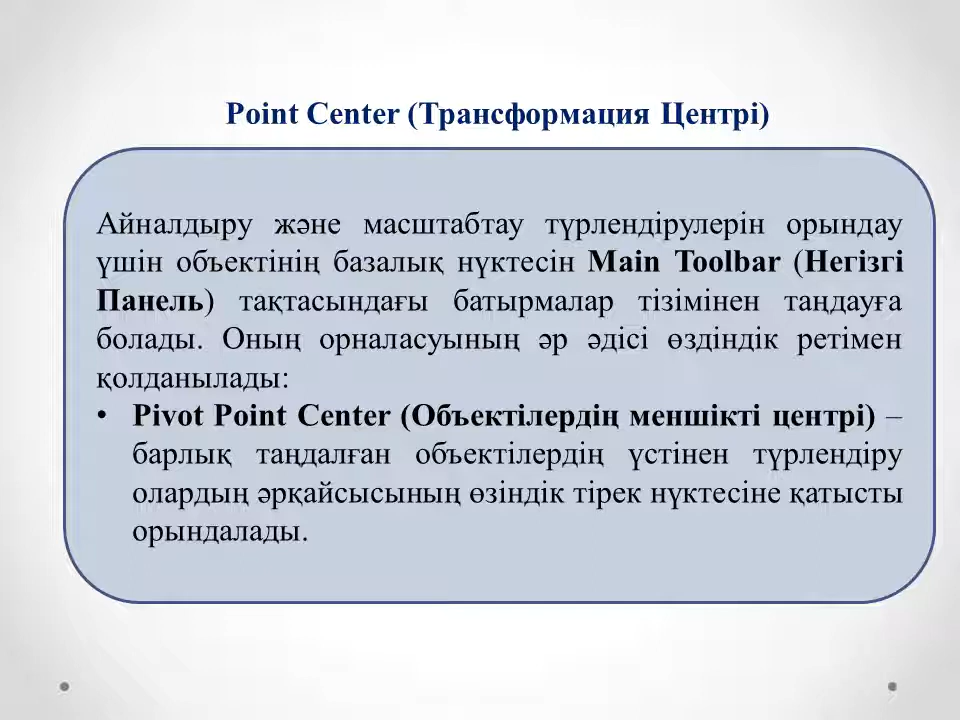 Point Center (Трансформация Центрі)
Айналдыру және масштабтау түрлендірулерін орындау
үшін объектінің базалық нүктесін Main Toolbar (Негізгі
Панель) тақтасындағы батырмалар тізімінен таңдауға
болады. Оның орналасуының әр әдісі өздіндік ретімен
қолданылады:
• Pivot Point Center (Объектілердің меншікті центрі) –
барлық таңдалған объектілердің үстінен түрлендіру
олардың әрқайсысының өзіндік тірек нүктесіне қатысты
орындалады.